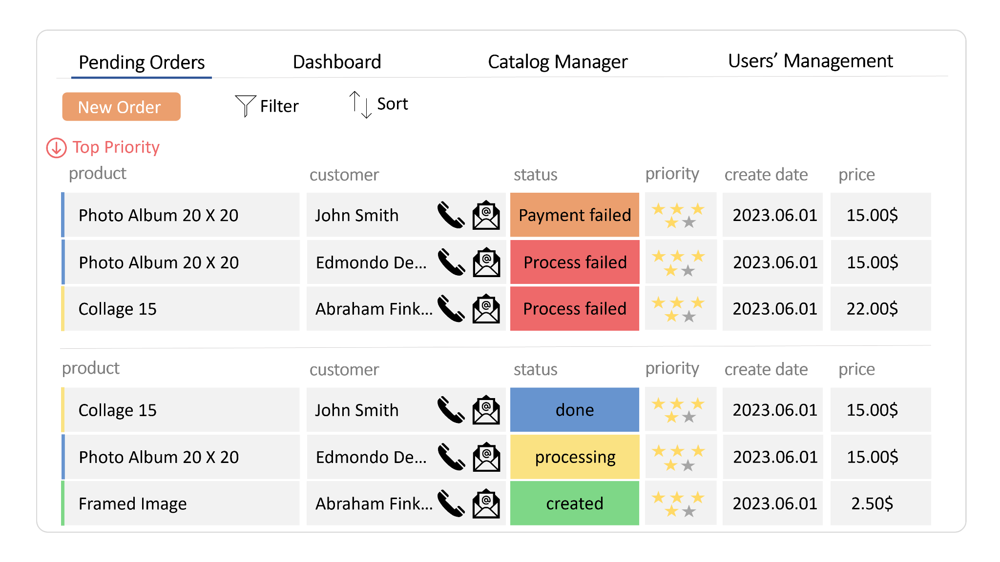 Pending Orders Dashboard Catalog Manager Users’ Management
New Order Filter Sort
Top Priority
product customer status priority create date price
Photo Album 20 X 20 John Smith @ Payment failed 2023.06.01 15.00$
Photo Album 20 X 20 Edmondo De... @ Process failed 2023.06.01 15.00$
Collage 15 Abraham Fink... @ Process failed 2023.06.01 22.00$
product customer status priority create date price
Collage 15 John Smith @ done 2023.06.01 15.00$
Photo Album 20 X 20 Edmondo De... @ processing 2023.06.01 15.00$
Framed Image Abraham Fink... @ created 2023.06.01 2.50$